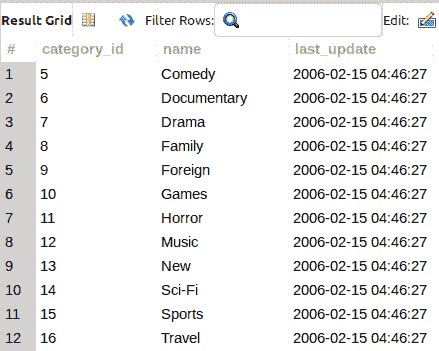 Result Grid Filter Rows: Edit:
# category_id name last_update
1 5 Comedy 2006-02-15 04:46:27
2 6 Documentary 2006-02-15 04:46:27
3 7 Drama 2006-02-15 04:46:27
4 8 Family 2006-02-15 04:46:27
5 9 Foreign 2006-02-15 04:46:27
6 10 Games 2006-02-15 04:46:27
7 11 Horror 2006-02-15 04:46:27
8 12 Music 2006-02-15 04:46:27
9 13 New 2006-02-15 04:46:27
10 14 Sci-Fi 2006-02-15 04:46:27
11 15 Sports 2006-02-15 04:46:27
12 16 Travel 2006-02-15 04:46:27